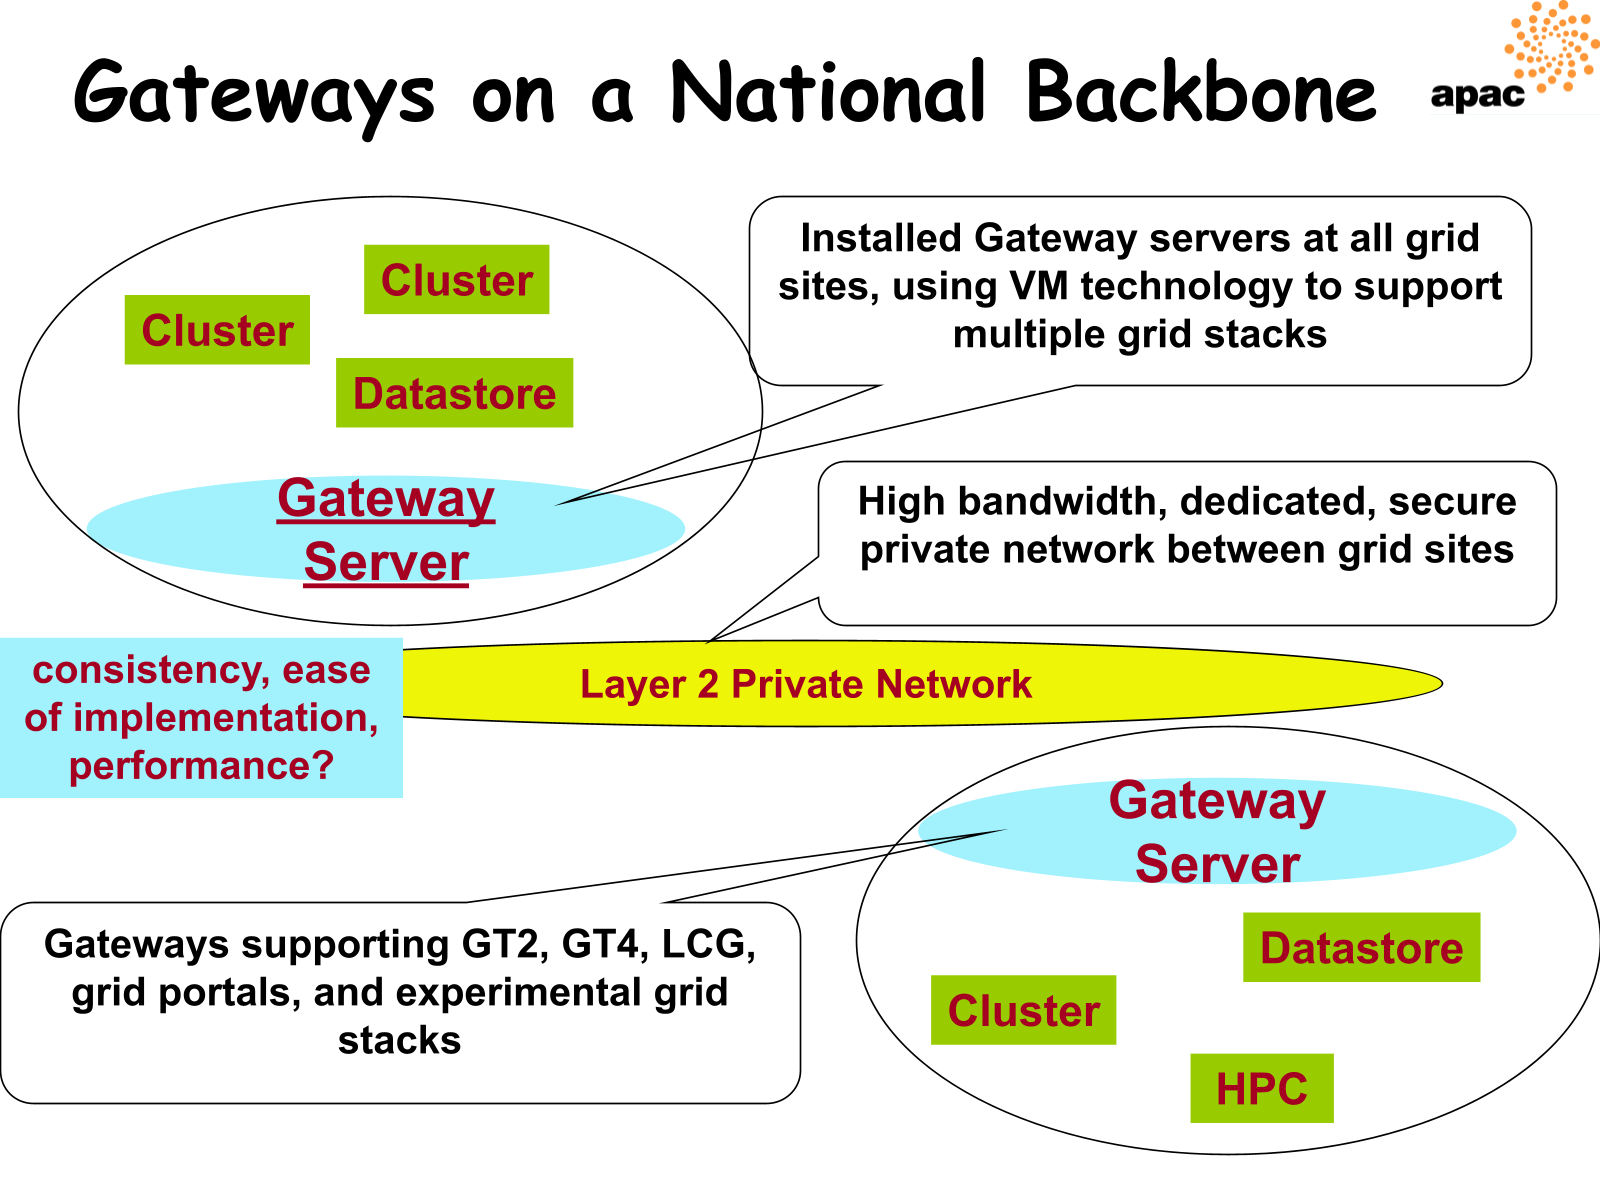 Gateways on a National Backbone
apac
Cluster
Cluster
Datastore
Gateway
Server
Installed Gateway servers at all grid
sites, using VM technology to support
multiple grid stacks
High bandwidth, dedicated, secure
private network between grid sites
consistency, ease
of implementation,
performance?
Layer 2 Private Network
Gateway
Server
Gateways supporting GT2, GT4, LCG,
grid portals, and experimental grid
stacks
Datastore
Cluster
HPC